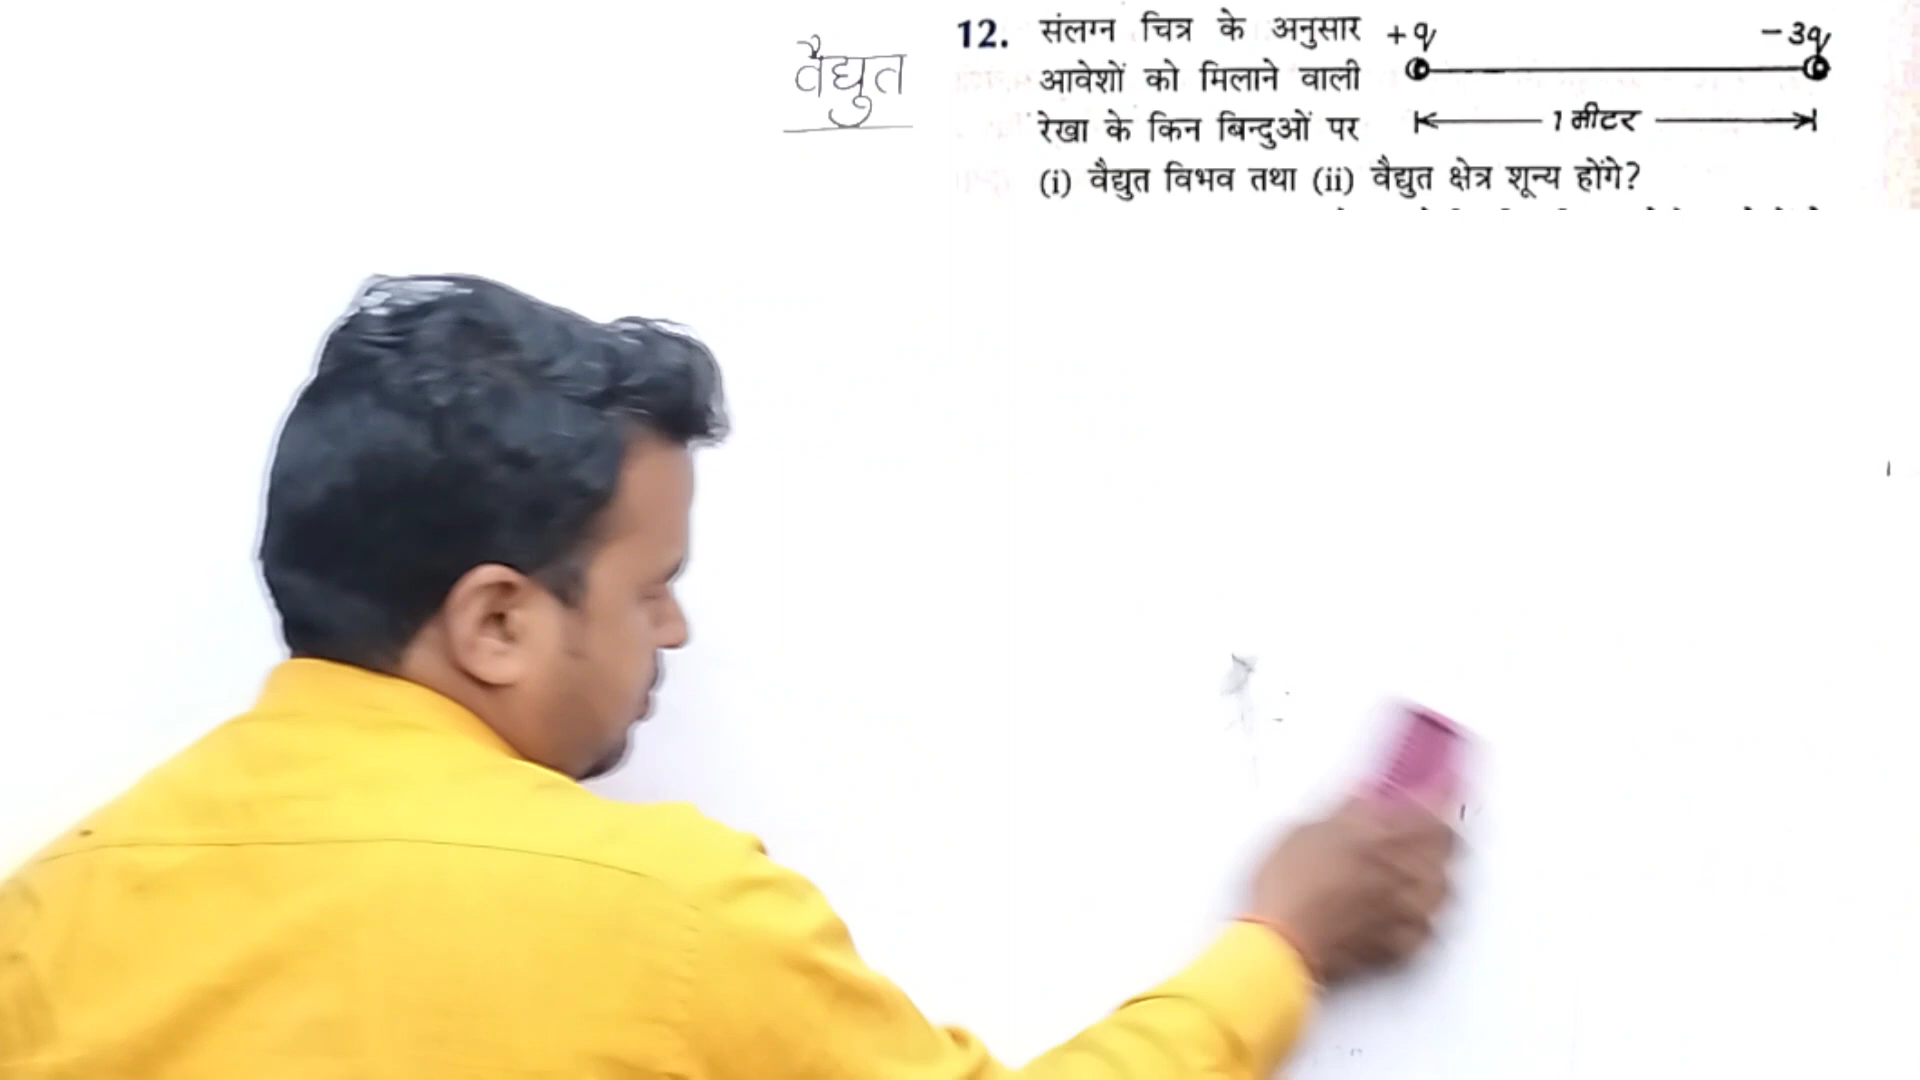 वैद्युत
12. संलग्न चित्र के अनुसार
आवेशों को मिलाने वाली
रेखा के किन बिन्दुओं पर
(i) वैद्युत विभव तथा (ii) वैद्युत क्षेत्र शून्य होंगे?
+q -3q
1 मीटर